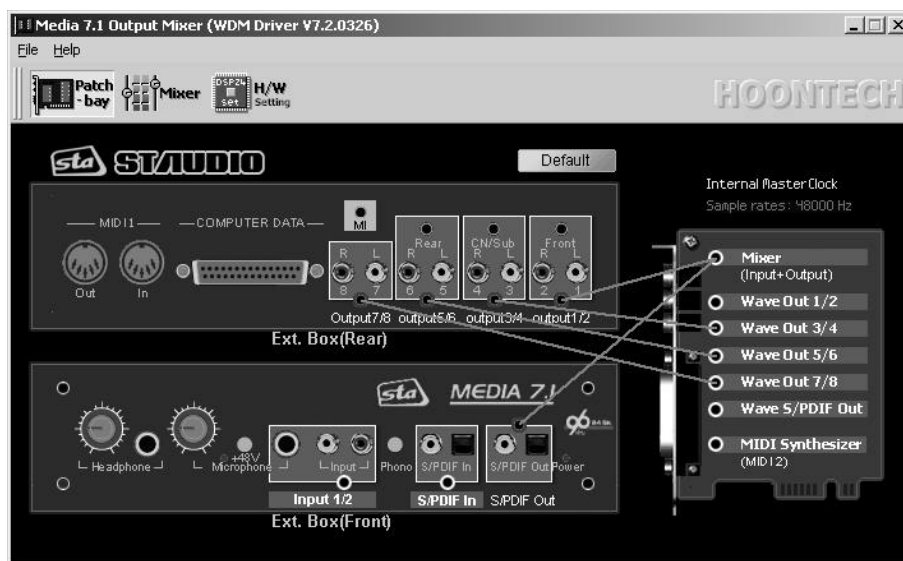 Media 7.1 Output Mixer (WDM Driver V7.2.0326)
File Help
Patch-bay Mixer DSP24 set H/W Setting
HOONTECH
sta ST/AUDIO
Default
Internal Master Clock
Sample rates: 48000 Hz
MIDI1
COMPUTER DATA
MI
Out In
Rear CN/Sub Front
R L R L R L R L
8 7 6 5 4 3 2 1
Output7/8 output5/6 output3/4 output1/2
Ext. Box(Rear)
Mixer
(Input+Output)
Wave Out 1/2
Wave Out 3/4
Wave Out 5/6
Wave Out 7/8
Wave S/PDIF Out
MIDI Synthesizer
(MIDI2)
sta MEDIA 7.1
96
+48V
Headphone Microphone Input Phono S/PDIF In S/PDIF Out Power
Input 1/2 S/PDIF In S/PDIF Out
Ext. Box(Front)